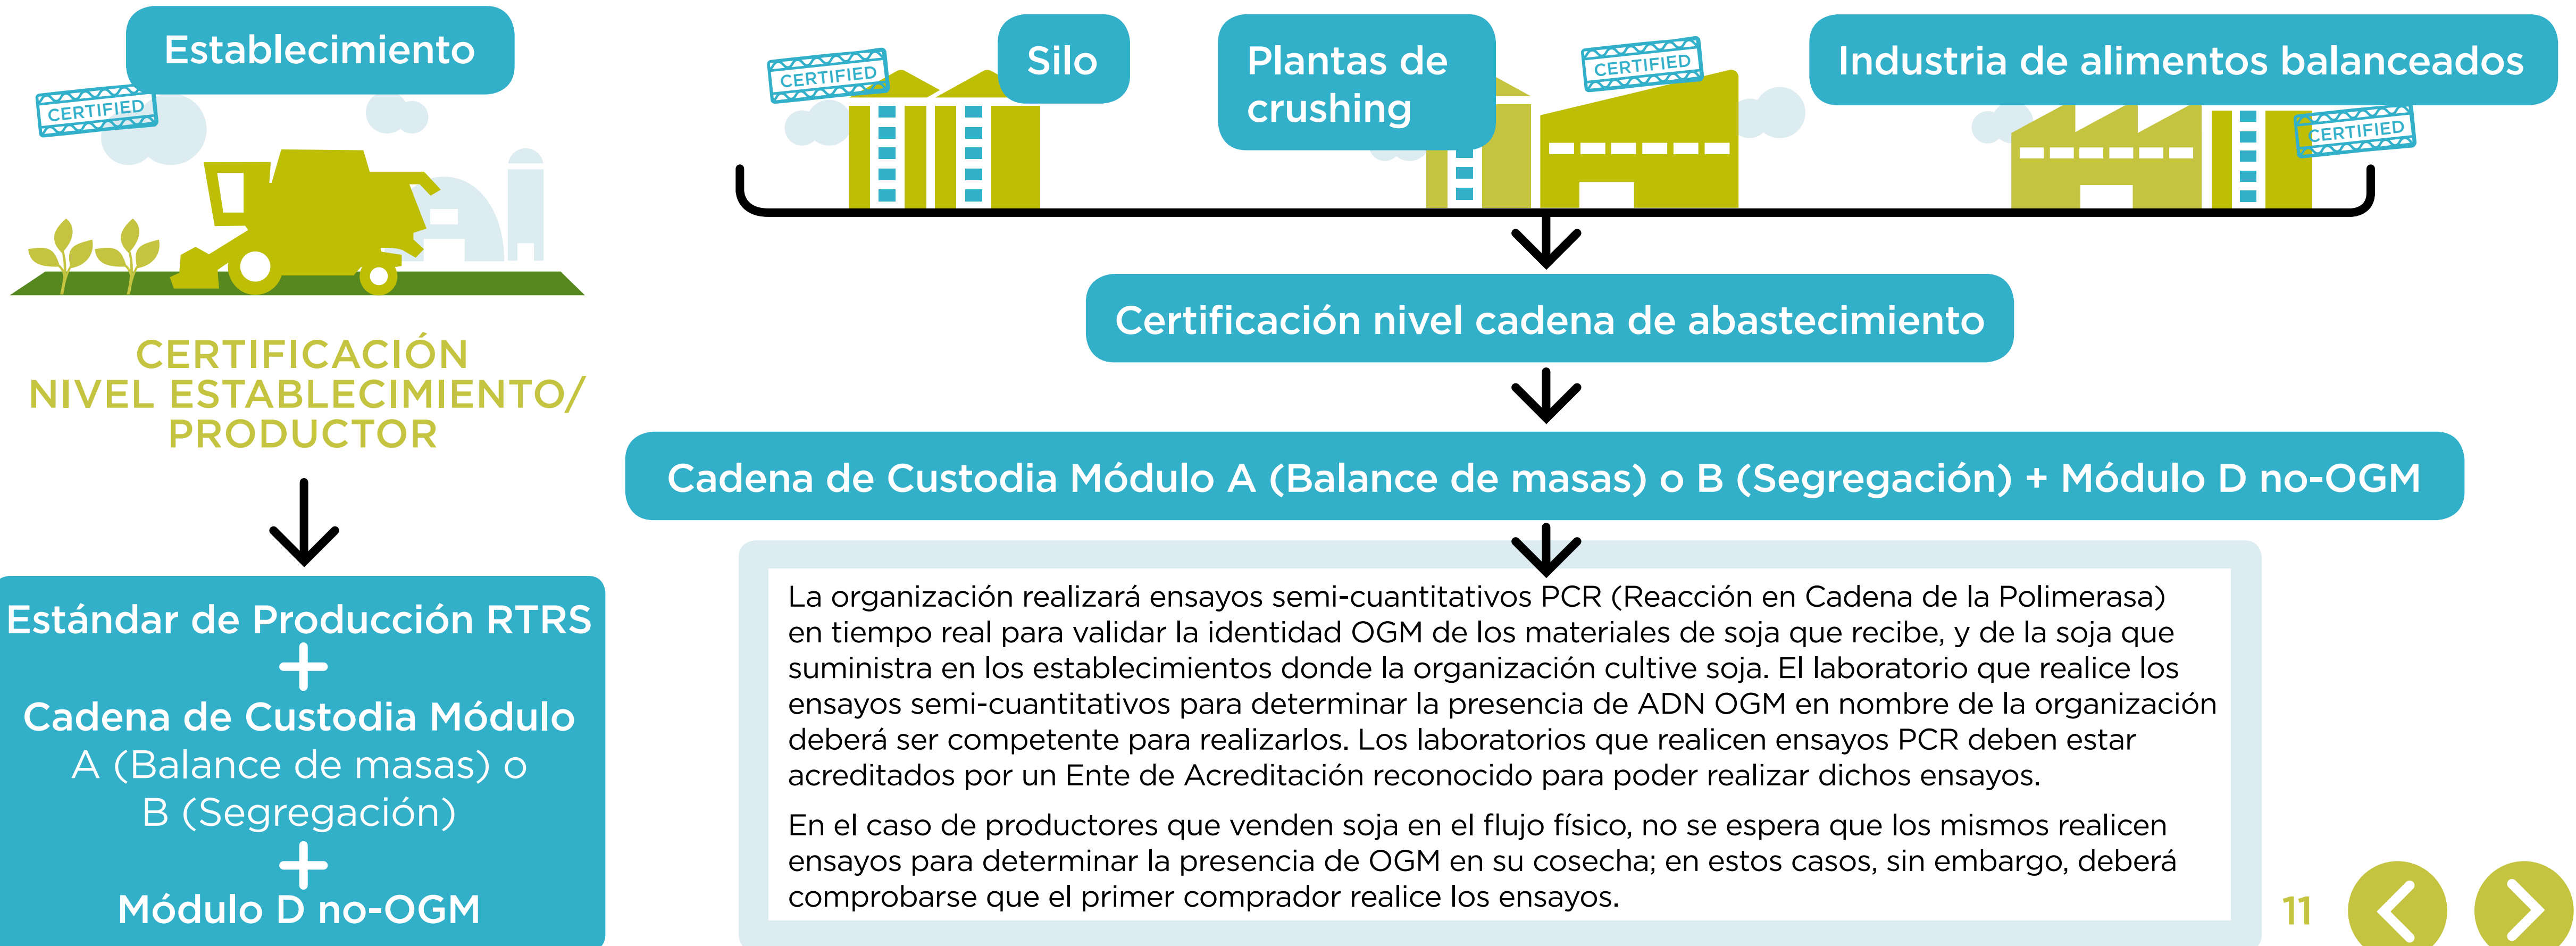 Establecimiento
CERTIFIED
CERTIFICACIÓN
NIVEL ESTABLECIMIENTO/
PRODUCTOR
Estándar de Producción RTRS
+
Cadena de Custodia Módulo
A (Balance de masas) o
B (Segregación)
+
Módulo D no-OGM
CERTIFIED
Silo
Plantas de
crushing
CERTIFIED
Industria de alimentos balanceados
CERTIFIED
Certificación nivel cadena de abastecimiento
Cadena de Custodia Módulo A (Balance de masas) o B (Segregación) + Módulo D no-OGM
La organización realizará ensayos semi-cuantitativos PCR (Reacción en Cadena de la Polimerasa)
en tiempo real para validar la identidad OGM de los materiales de soja que recibe, y de la soja que
suministra en los establecimientos donde la organización cultive soja. El laboratorio que realice los
ensayos semi-cuantitativos para determinar la presencia de ADN OGM en nombre de la organización
deberá ser competente para realizarlos. Los laboratorios que realicen ensayos PCR deben estar
acreditados por un Ente de Acreditación reconocido para poder realizar dichos ensayos.
En el caso de productores que venden soja en el flujo físico, no se espera que los mismos realicen
ensayos para determinar la presencia de OGM en su cosecha; en estos casos, sin embargo, deberá
comprobarse que el primer comprador realice los ensayos.
11